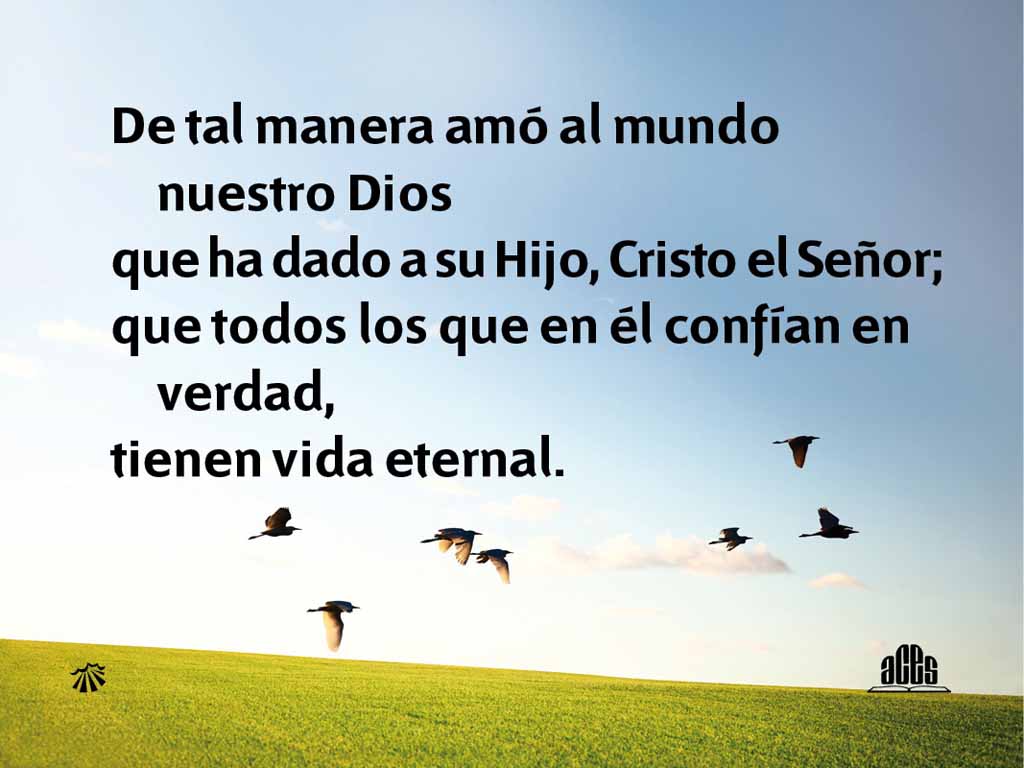 De tal manera amó al mundo
nuestro Dios
que ha dado a su Hijo, Cristo el Señor;
que todos los que en él confían en
verdad,
tienen vida eternal.
aces